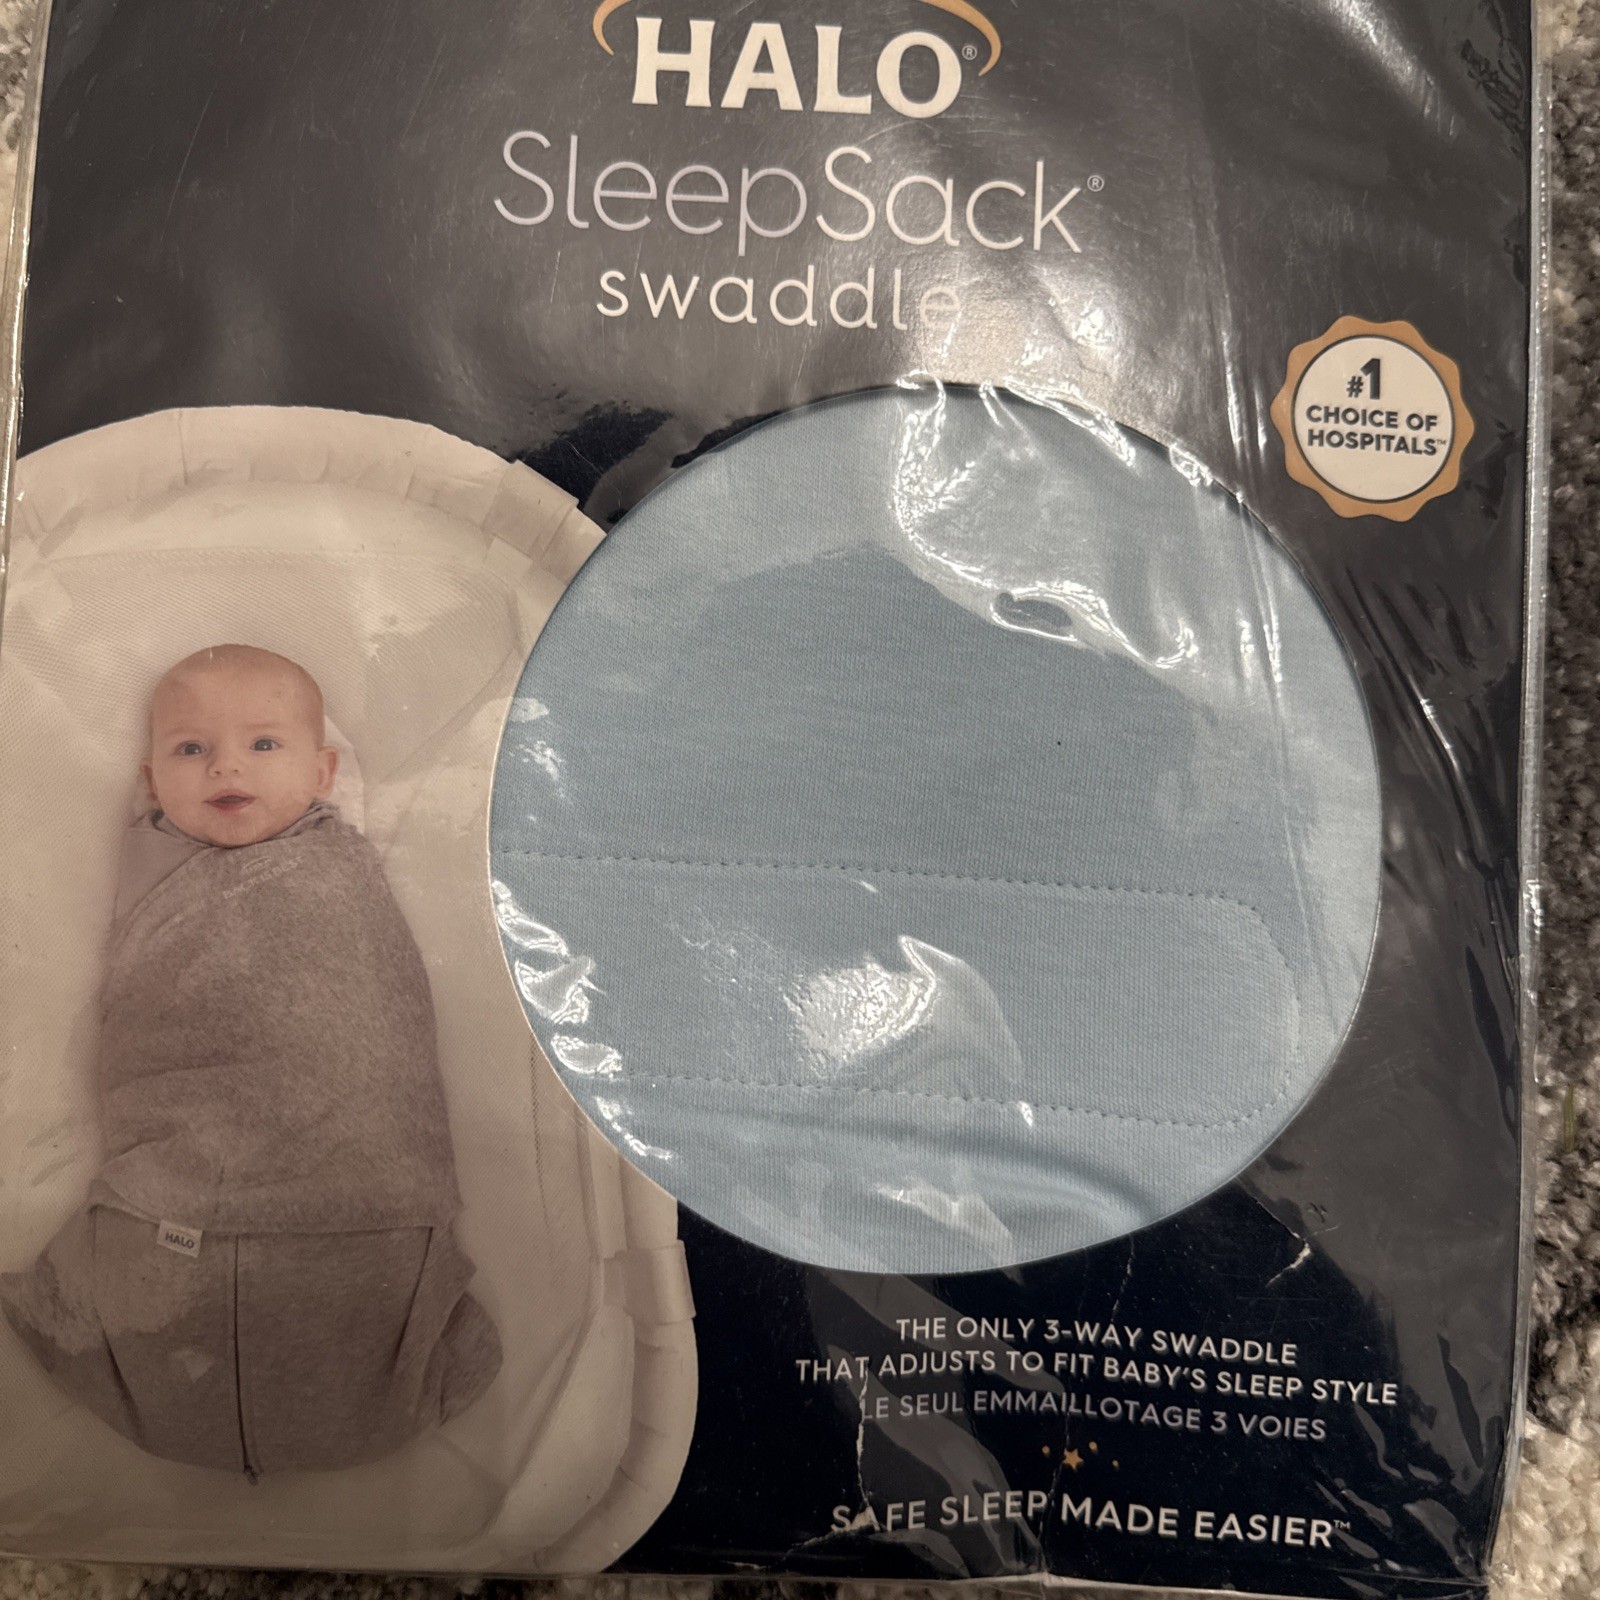 HALO®
SleepSack®
swaddle
#1
CHOICE OF
HOSPITALS™
HALO
THE ONLY 3-WAY SWADDLE
THAT ADJUSTS TO FIT BABY'S SLEEP STYLE
LE SEUL EMMAILLOTAGE 3 VOIES
SAFE SLEEP MADE EASIER™